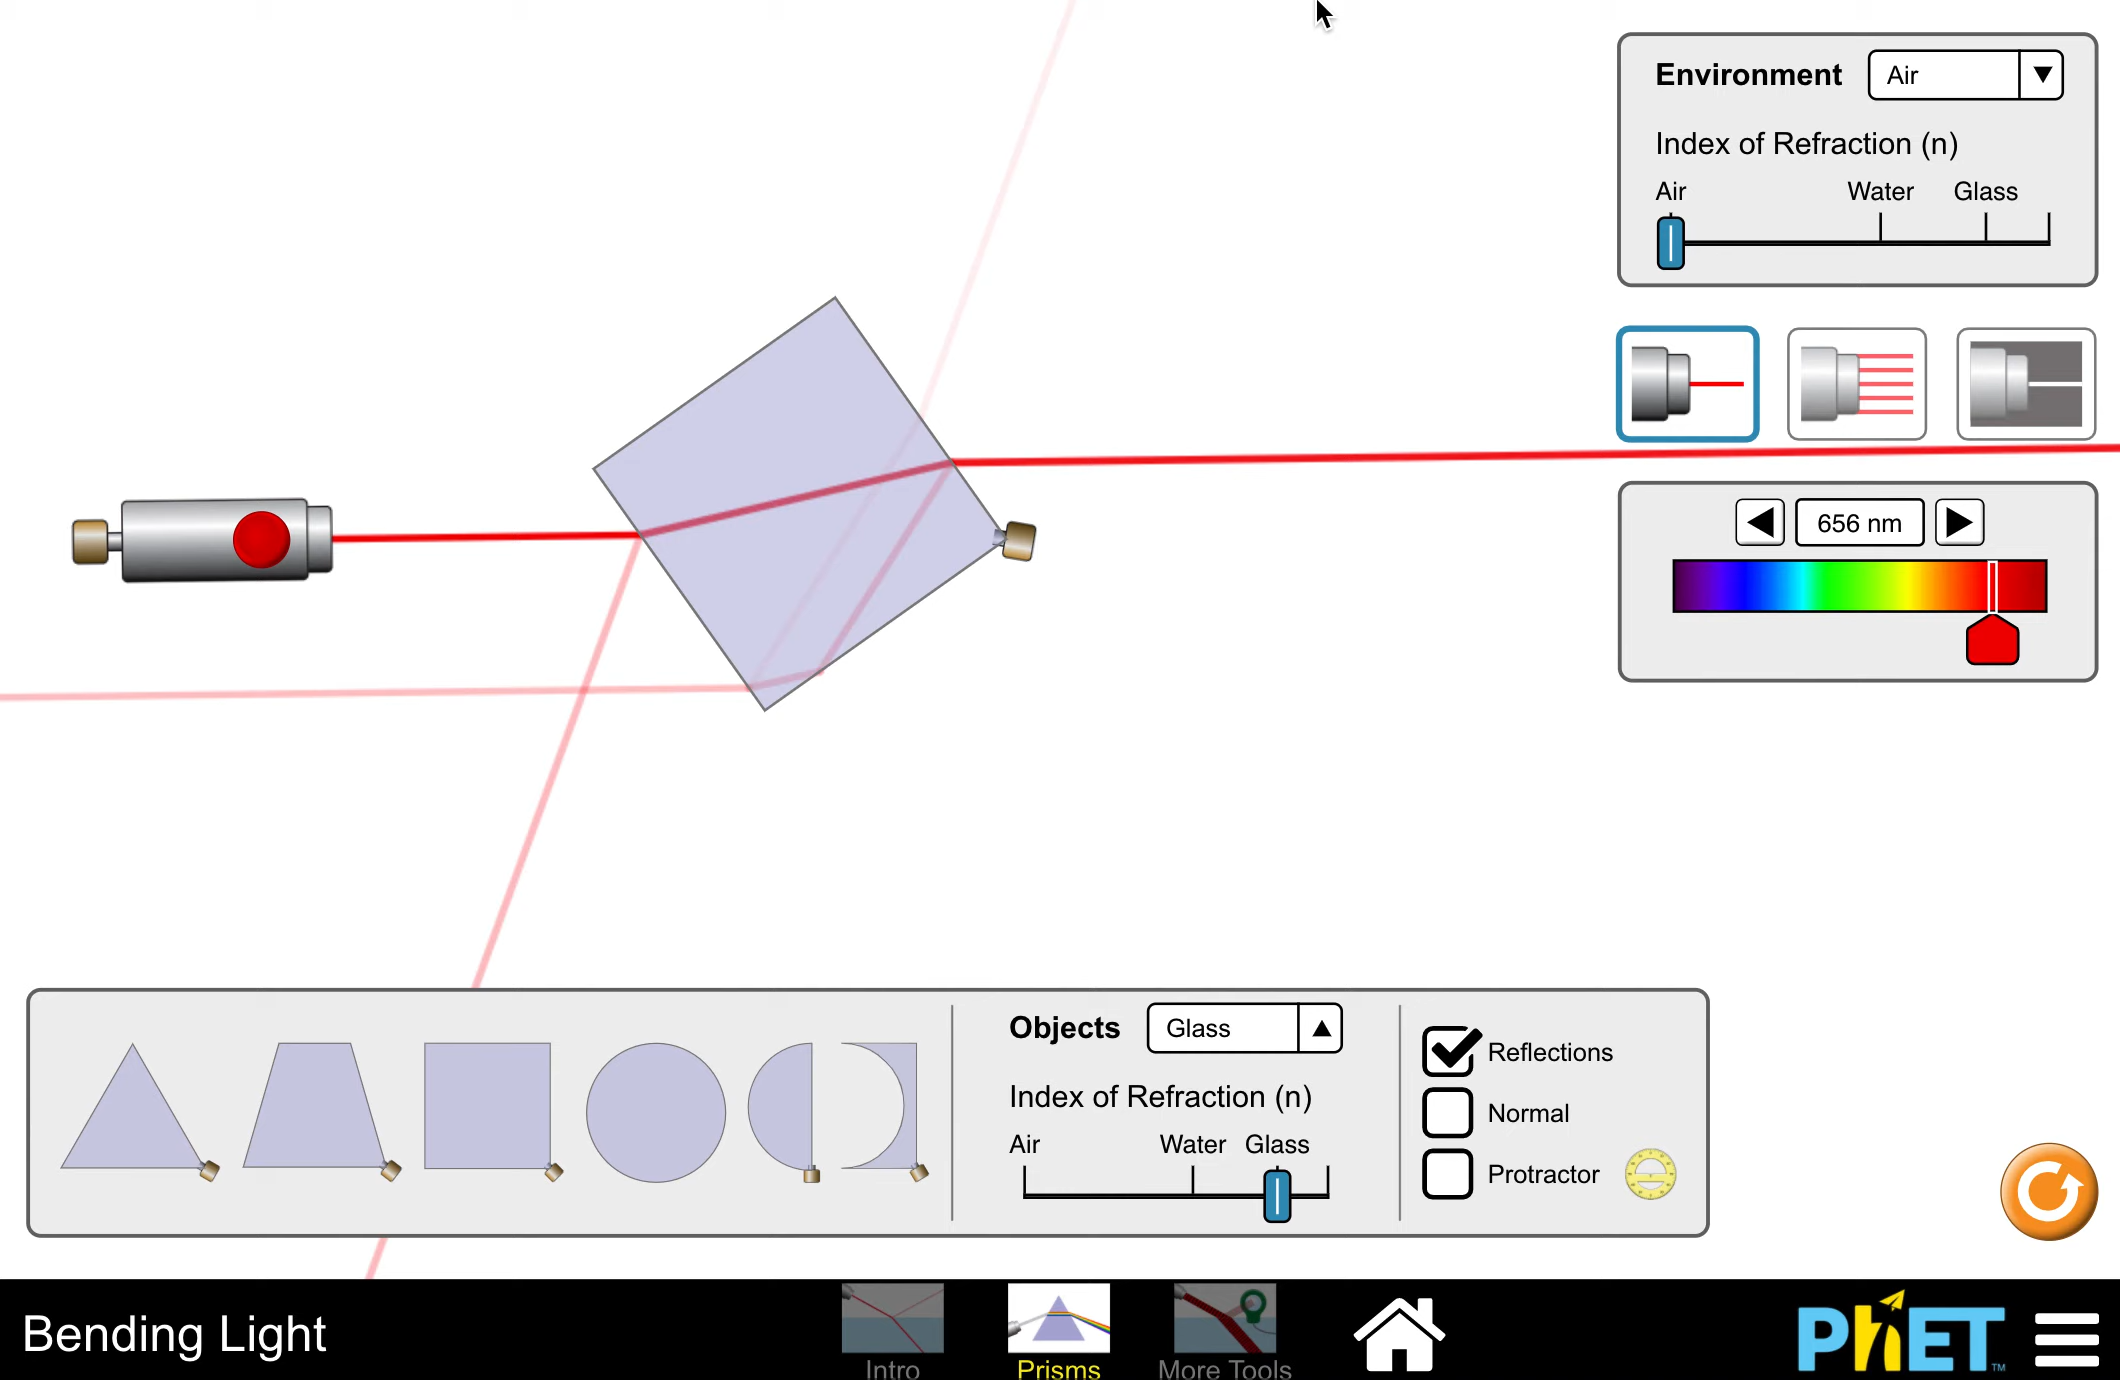 Environment Air
Index of Refraction (n)
Air Water Glass
656 nm
Objects Glass
Index of Refraction (n)
Air Water Glass
Reflections
Normal
Protractor
Bending Light
Intro
Prisms
More Tools
PhET™